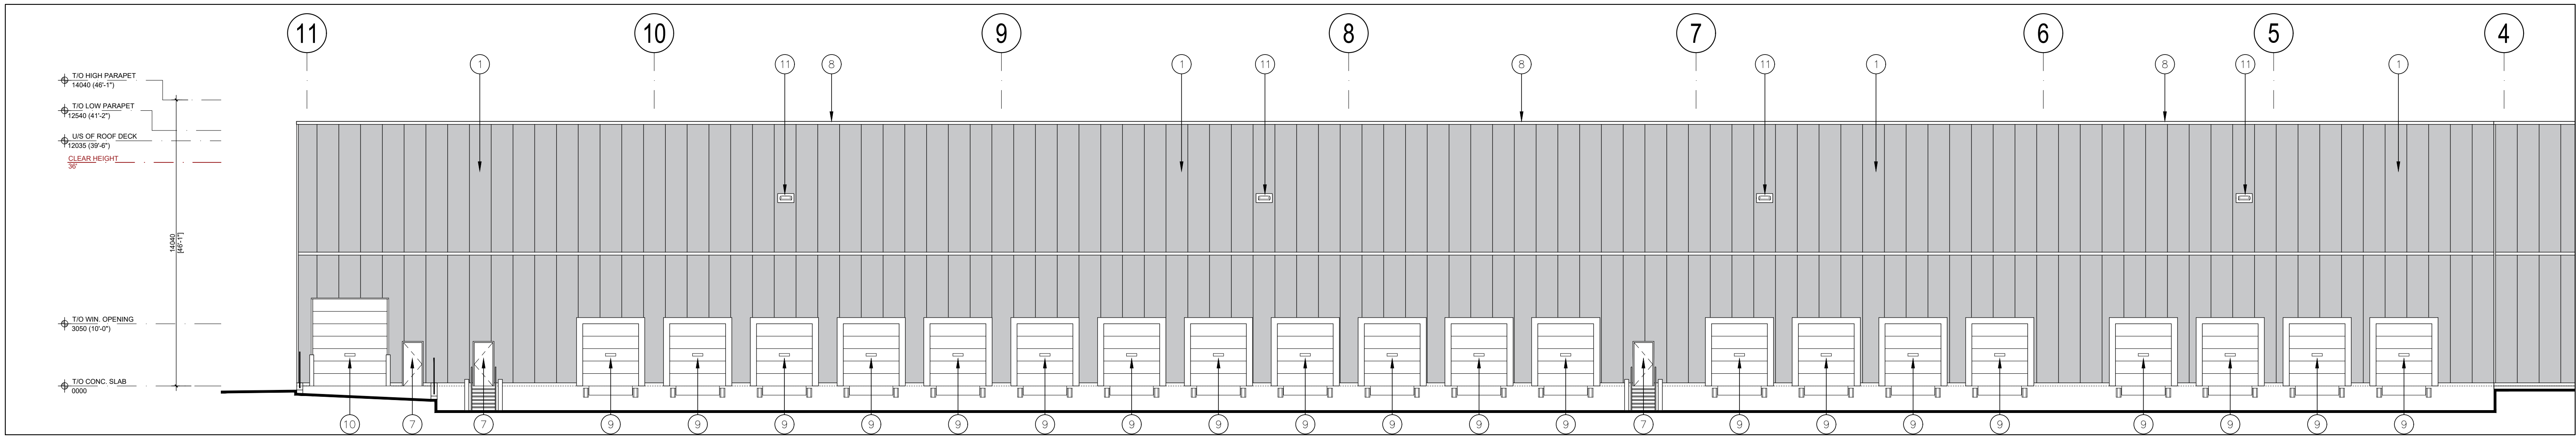 11 10 9 8 7 6 5 4
1 11 8 1 11 8 11 1 8 11 1
T/O HIGH PARAPET
14040 (46'-1")
T/O LOW PARAPET
12540 (41'-2")
U/S OF ROOF DECK
12035 (39'-6")
CLEAR HEIGHT
36'
14040
[46'-1"]
T/O WIN. OPENING
3050 (10'-0")
T/O CONC. SLAB
0000
10 7 7 9 9 9 9 9 9 9 9 9 9 9 9 7 9 9 9 9 9 9 9 9